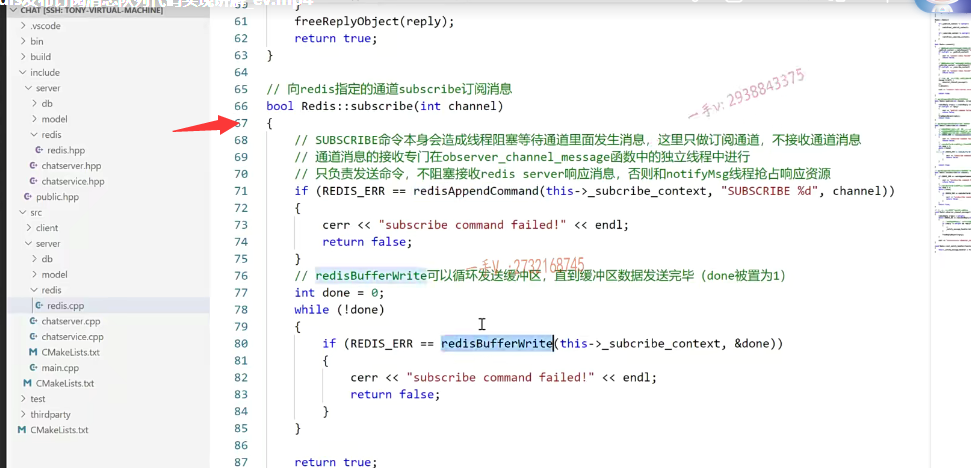 CHAT [SSH: TONY-VIRTUAL-MACHINE]
.vscode
bin
build
include
server
db
model
redis
redis.hpp
chatserver.hpp
chatservice.hpp
public.hpp
src
client
server
db
model
redis
redis.cpp
chatserver.cpp
chatservice.cpp
CMakeLists.txt
main.cpp
CMakeLists.txt
test
thirdparty
CMakeLists.txt
60 }
61 freeReplyObject(reply);
62 return true;
63 }
64
65 // 向redis指定的通道subscribe订阅消息
66 bool Redis::subscribe(int channel)
67 {
68 // SUBSCRIBE命令本身会造成线程阻塞等待通道里面发生消息，这里只做订阅通道，不接收通道消息
69 // 通道消息的接收专门在observer_channel_message函数中的独立线程中进行
70 // 只负责发送命令，不阻塞接收redis server响应消息，否则和notifyMsg线程抢占响应资源
71 if (REDIS_ERR == redisAppendCommand(this->_subcribe_context, "SUBSCRIBE %d", channel))
72 {
73 cerr << "subscribe command failed!" << endl;
74 return false;
75 }
76 // redisBufferWrite可以循环发送缓冲区，直到缓冲区数据发送完毕（done被置为1）
77 int done = 0;
78 while (!done)
79 {
80 if (REDIS_ERR == redisBufferWrite(this->_subcribe_context, &done))
81 {
82 cerr << "subscribe command failed!" << endl;
83 return false;
84 }
85 }
86
87 return true;
一手v: 2938843375
一手v :2732168745